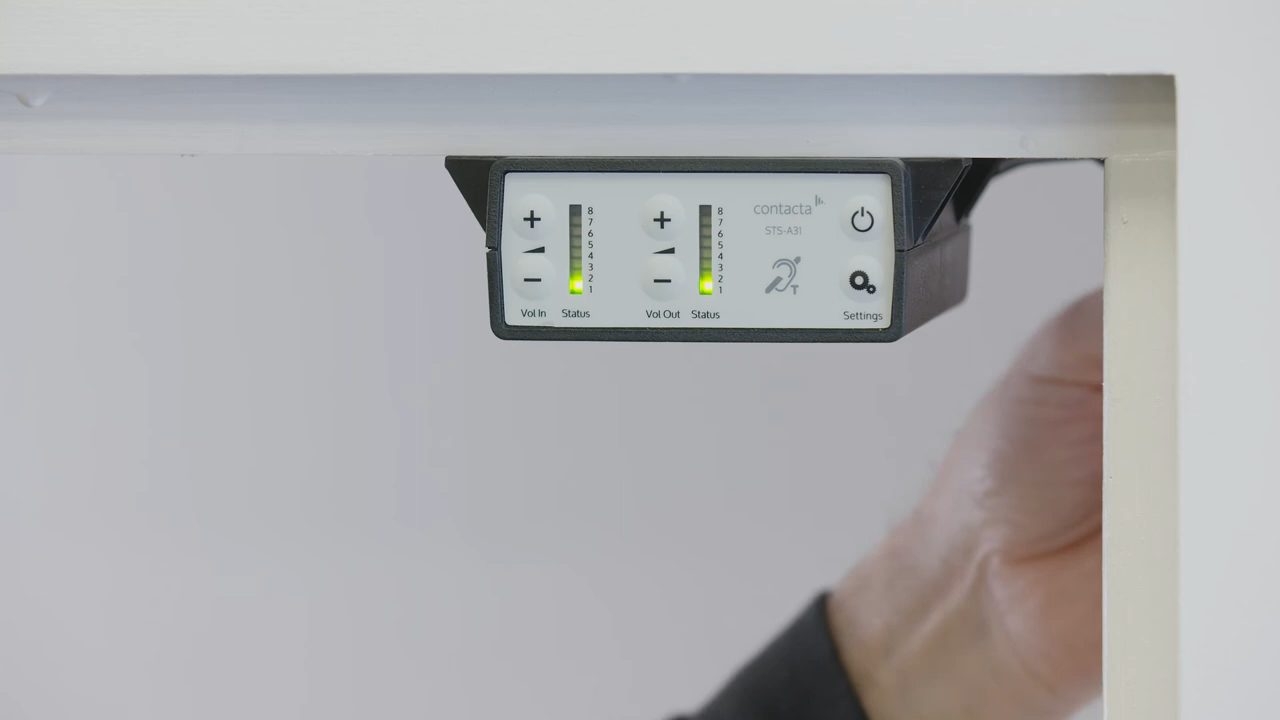 +
−
8
7
6
5
4
3
2
1
Vol In
Status
+
−
8
7
6
5
4
3
2
1
Vol Out
Status
contacta
STS-A31
T
Settings